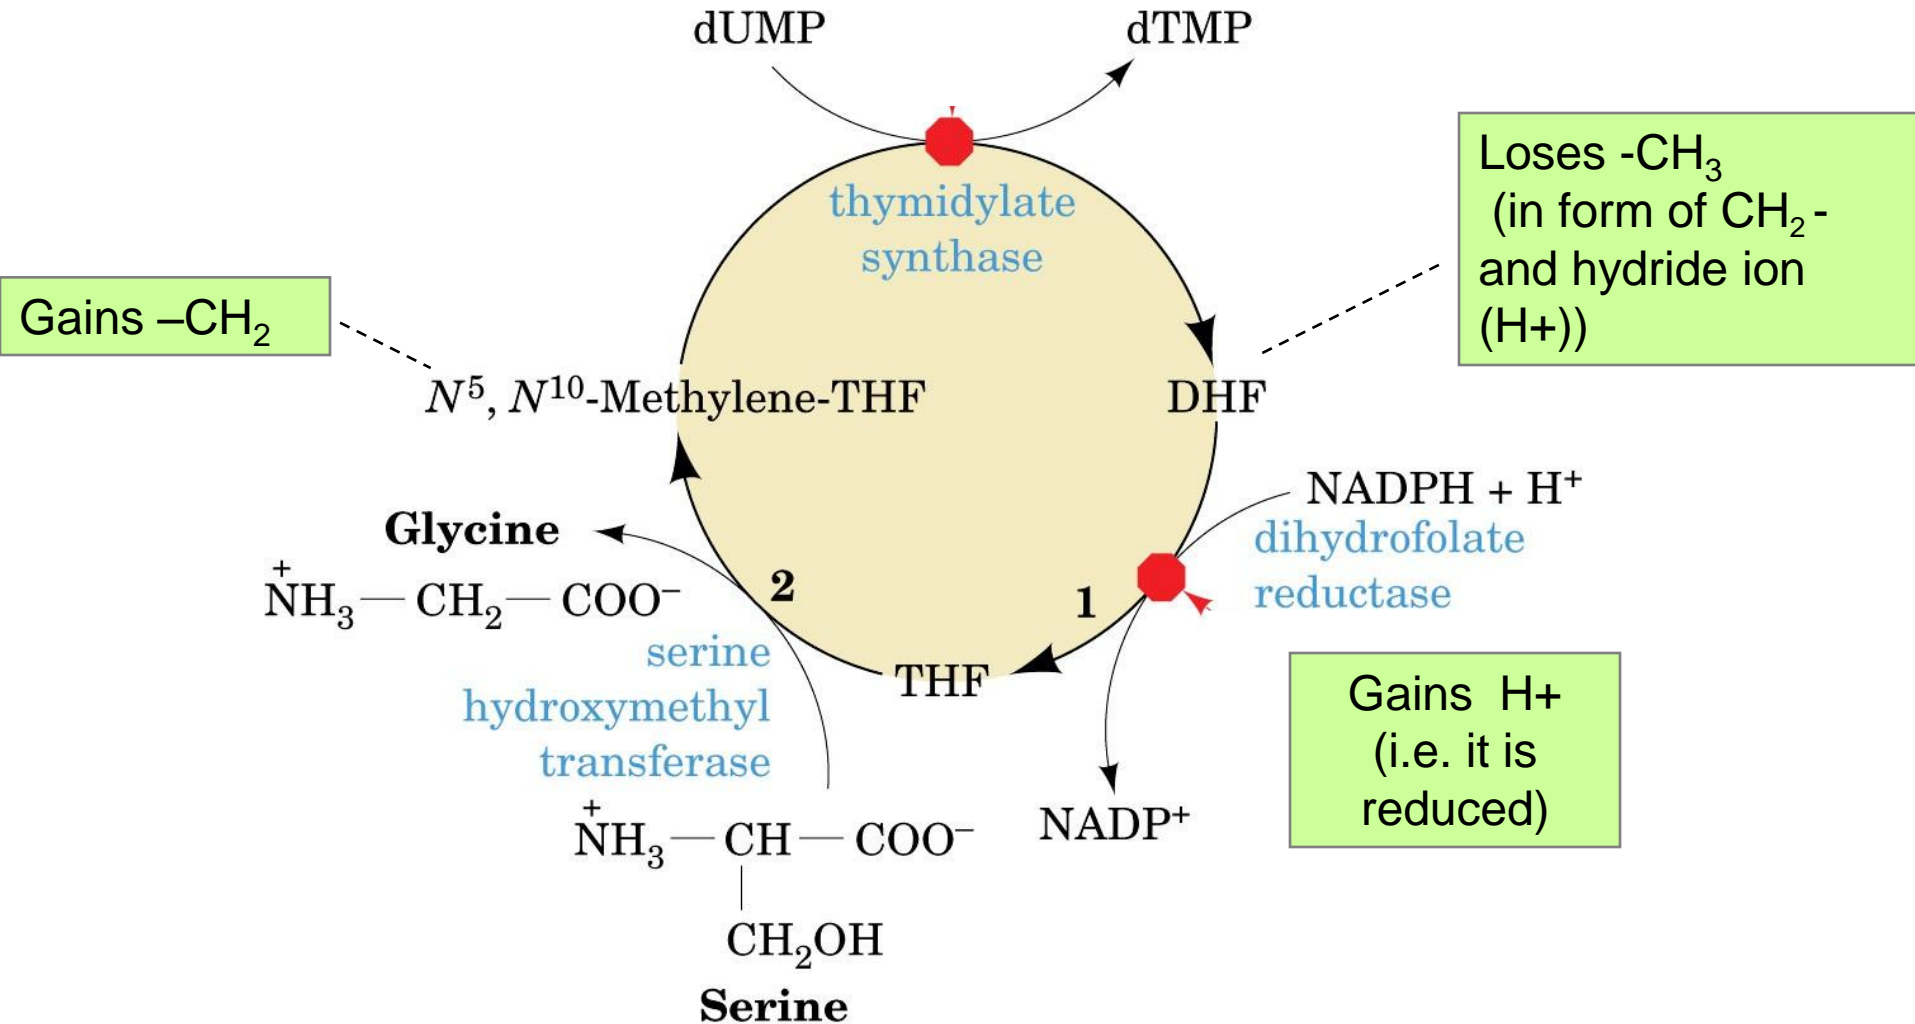 dUMP
dTMP
thymidylate
synthase
Loses -CH₃
(in form of CH₂ -
and hydride ion
(H+))
Gains –CH₂
N⁵, N¹⁰-Methylene-THF
DHF
NADPH + H⁺
dihydrofolate
reductase
Glycine
+
NH₃ — CH₂ — COO⁻
2
1
serine
hydroxymethyl
transferase
THF
Gains H+
(i.e. it is
reduced)
NADP⁺
+
NH₃ — CH — COO⁻
CH₂OH
Serine